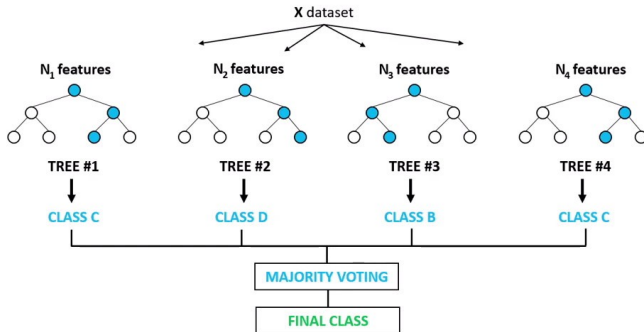 X dataset
N₁ features N₂ features N₃ features N₄ features
TREE #1 TREE #2 TREE #3 TREE #4
CLASS C CLASS D CLASS B CLASS C
MAJORITY VOTING
FINAL CLASS